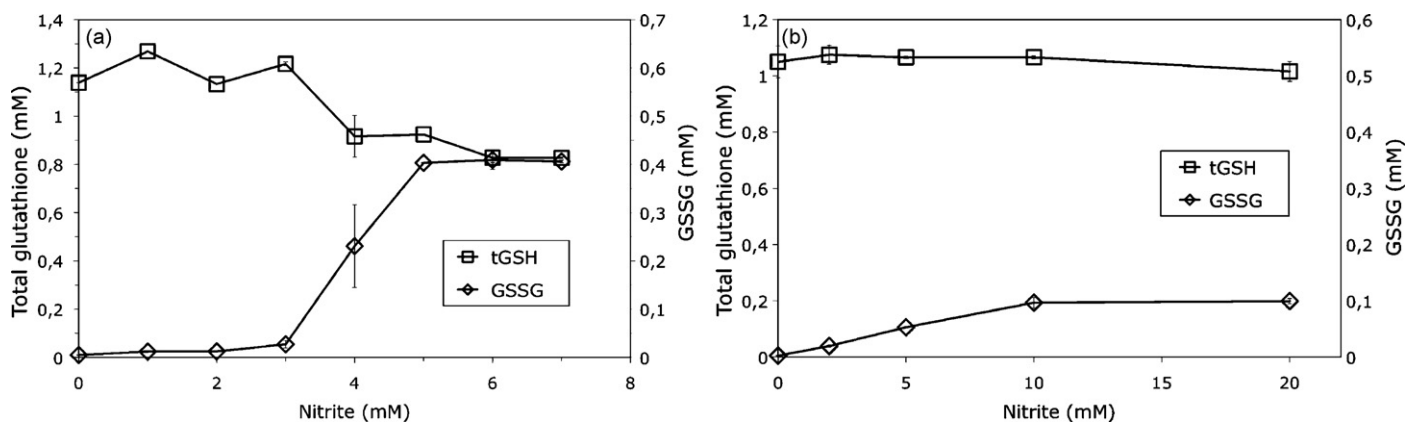 (a)
Total glutathione (mM)
1,4
1,2
1
0,8
0,6
0,4
0,2
0
0,7
0,6
0,5
0,4
0,3
0,2
0,1
0
GSSG (mM)
tGSH
GSSG
0 2 4 6 8
Nitrite (mM)
(b)
Total glutathione (mM)
1,2
1
0,8
0,6
0,4
0,2
0
0,6
0,5
0,4
0,3
0,2
0,1
0
GSSG (mM)
tGSH
GSSG
0 5 10 15 20
Nitrite (mM)